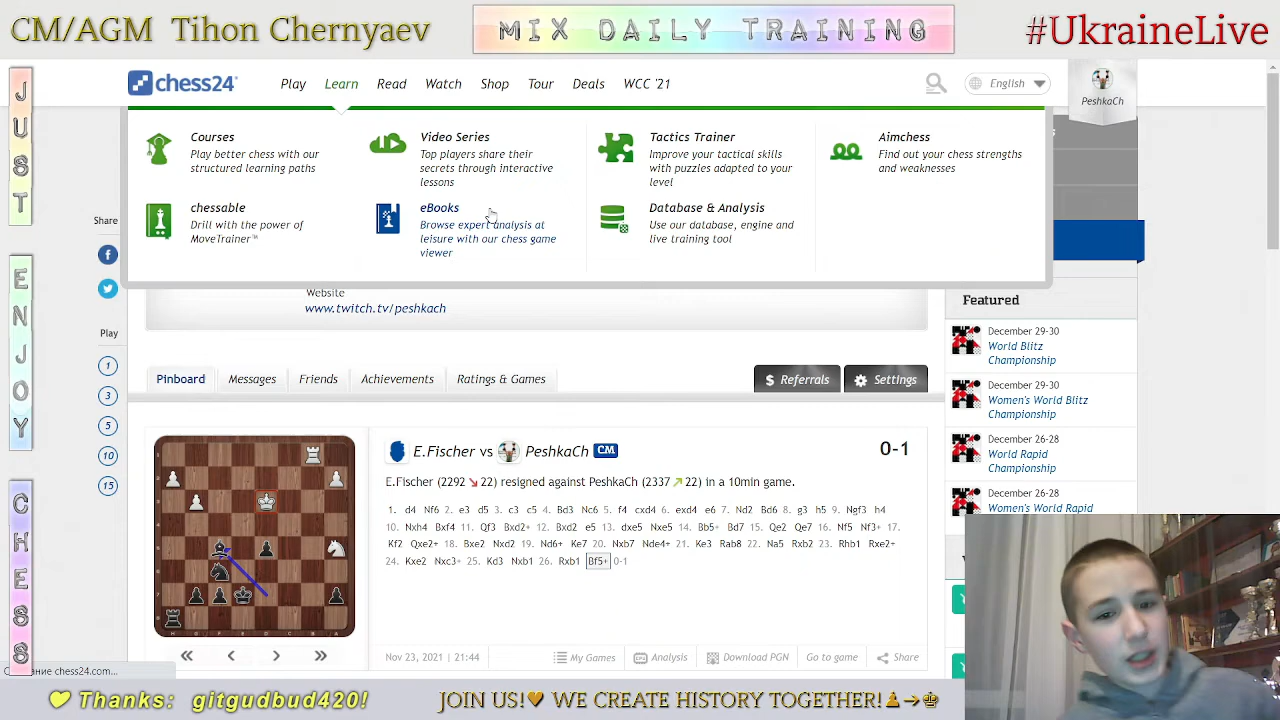 CM/AGM Tihon Chernyaev
MIX DAILY TRAINING
#UkraineLive
JUST
ENJOY
CHESS
chess24
Play Learn Read Watch Shop Tour Deals WCC '21
English
PeshkaCh
Courses
Play better chess with our
structured learning paths
Video Series
Top players share their
secrets through interactive
lessons
Tactics Trainer
Improve your tactical skills
with puzzles adapted to your
level
Aimchess
Find out your chess strengths
and weaknesses
chessable
Drill with the power of
MoveTrainer™
eBooks
Browse expert analysis at
leisure with our chess game
viewer
Database & Analysis
Use our database, engine and
live training tool
Share
Play
1
3
5
10
15
Website
www.twitch.tv/peshkach
Pinboard Messages Friends Achievements Ratings & Games
$ Referrals Settings
Featured
December 29-30
World Blitz
Championship
December 29-30
Women's World Blitz
Championship
December 26-28
World Rapid
Championship
December 26-28
Women's World Rapid
E.Fischer vs PeshkaCh CM 0-1
E.Fischer (2292 ↘ 22) resigned against PeshkaCh (2337 ↗ 22) in a 10min game.
1. d4 Nf6 2. e3 d5 3. a3 c5 4. Bd3 Nc6 5. f4 cxd4 6. exd4 e6 7. Nd2 Bd6 8. g3 h5 9. Ngf3 h4
10. Nxh4 Bxf4 11. Qf3 Bxd2+ 12. Bxd2 e5 13. dxe5 Nxe5 14. Bb5+ Bd7 15. Qe2 Qe7 16. Nf5 Nf3+ 17.
Kf2 Qxe2+ 18. Bxe2 Nxd2 19. Nd6+ Ke7 20. Nxb7 Nde4+ 21. Ke3 Rab8 22. Na5 Rxb2 23. Rhb1 Rxe2+
24. Kxe2 Nxc3+ 25. Kd3 Nxb1 26. Rxb1 Bf5+ 0-1
Nov 23, 2021 | 21:44
My Games Analysis Download PGN Go to game Share
chess24.com...
Thanks: gitgudbud420!
JOIN US! WE CREATE HISTORY TOGETHER!